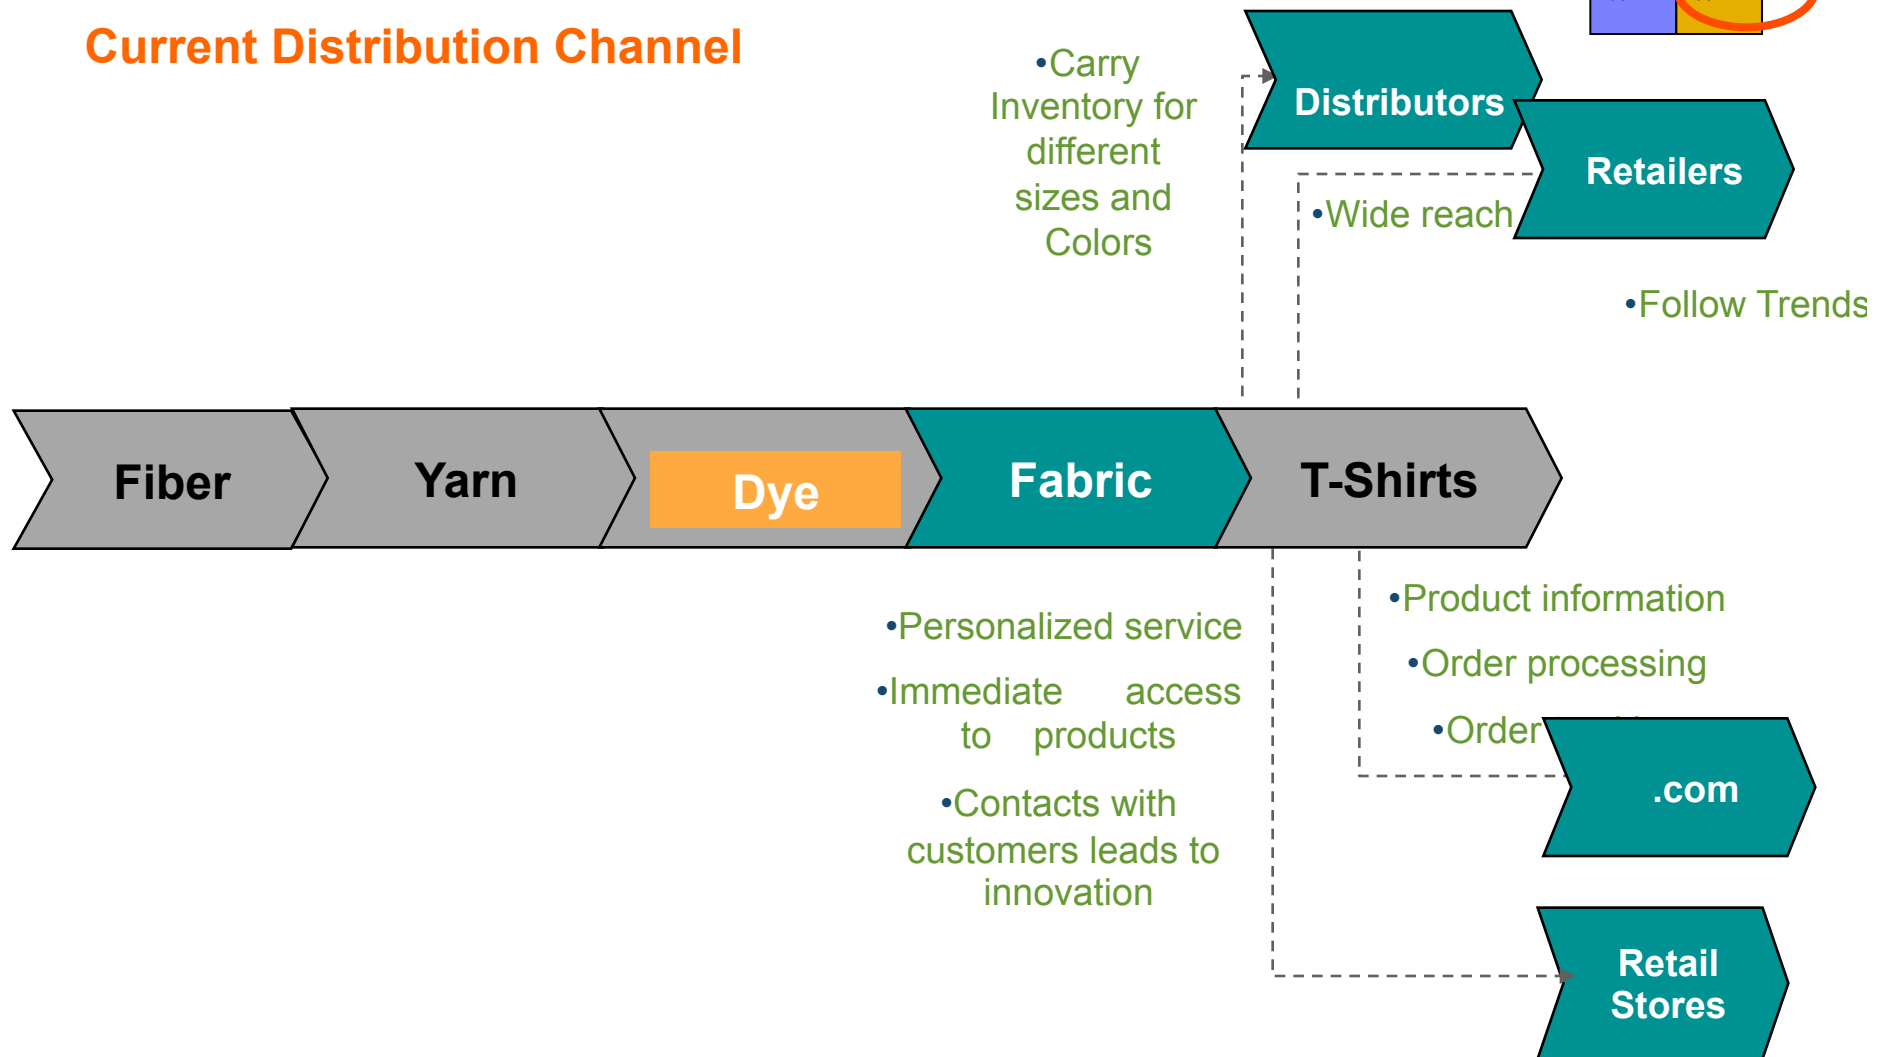 Current Distribution Channel
•Carry
Inventory for
different
sizes and
Colors
Distributors
Retailers
•Wide reach
•Follow Trends
Fiber
Yarn
Dye
Fabric
T-Shirts
•Personalized service
•Immediate access
to products
•Contacts with
customers leads to
innovation
•Product information
•Order processing
•Order
.com
Retail
Stores